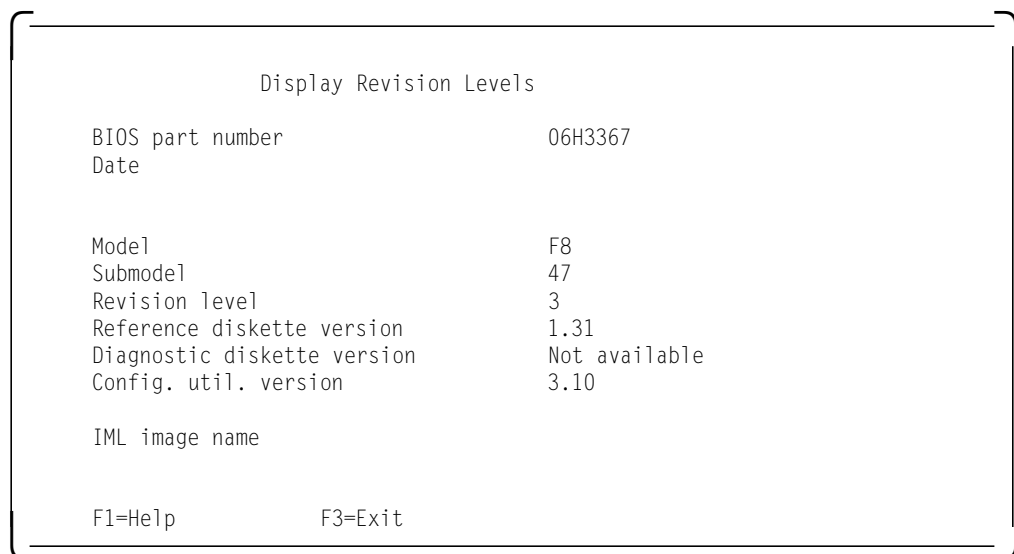 Display Revision Levels
BIOS part number 06H3367
Date
Model F8
Submodel 47
Revision level 3
Reference diskette version 1.31
Diagnostic diskette version Not available
Config. util. version 3.10
IML image name
F1=Help F3=Exit